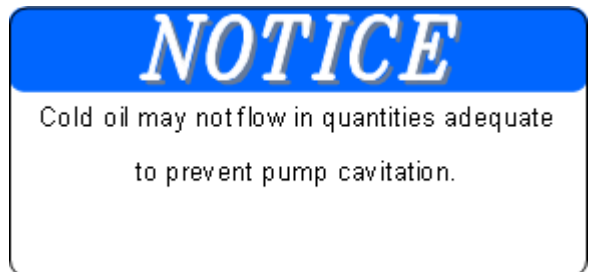 NOTICE
Cold oil may not flow in quantities adequate
to prevent pump cavitation.